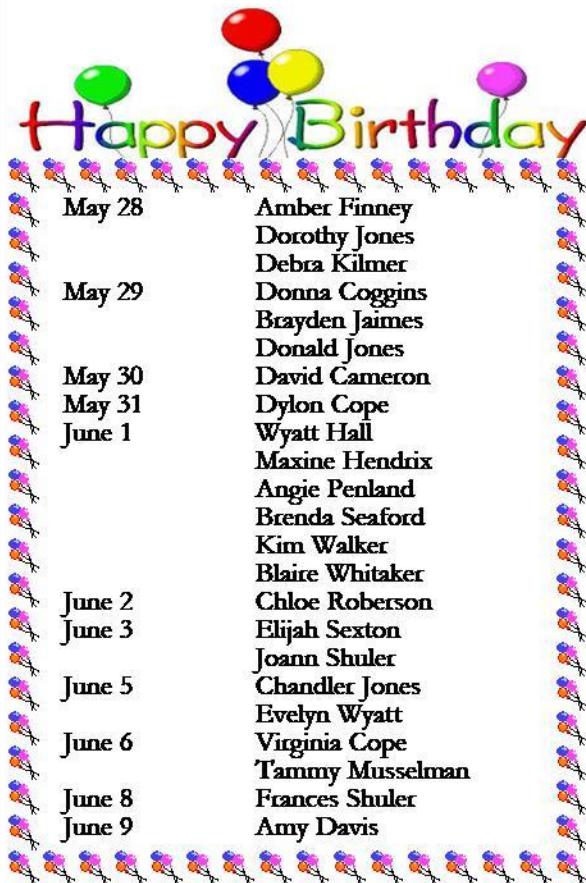 Happy Birthday
May 28 Amber Finney
Dorothy Jones
Debra Kilmer
May 29 Donna Coggins
Brayden Jaimes
Donald Jones
May 30 David Cameron
May 31 Dylon Cope
June 1 Wyatt Hall
Maxine Hendrix
Angie Penland
Brenda Seaford
Kim Walker
Blaire Whitaker
June 2 Chloe Roberson
June 3 Elijah Sexton
Joann Shuler
June 5 Chandler Jones
Evelyn Wyatt
June 6 Virginia Cope
Tammy Musselman
June 8 Frances Shuler
June 9 Amy Davis